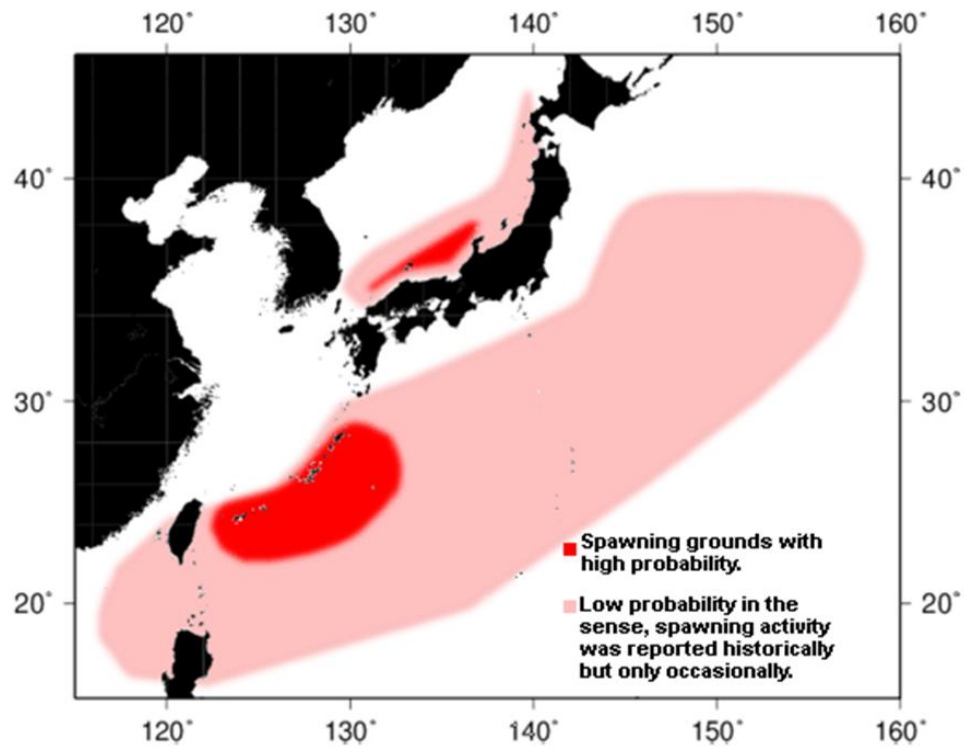 120° 130° 140° 150° 160°
40° 40°
30° 30°
Spawning grounds with
high probability.
20° 20°
Low probability in the
sense, spawning activity
was reported historically
but only occasionally.
120° 130° 140° 150° 160°